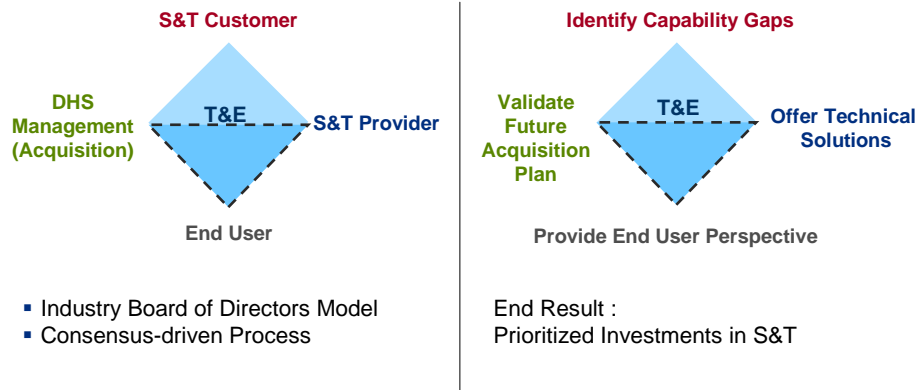 S&T Customer
DHS
Management
(Acquisition)
T&E
S&T Provider
End User
▪ Industry Board of Directors Model
▪ Consensus-driven Process
Identify Capability Gaps
Validate
Future
Acquisition
Plan
T&E
Offer Technical
Solutions
Provide End User Perspective
End Result :
Prioritized Investments in S&T